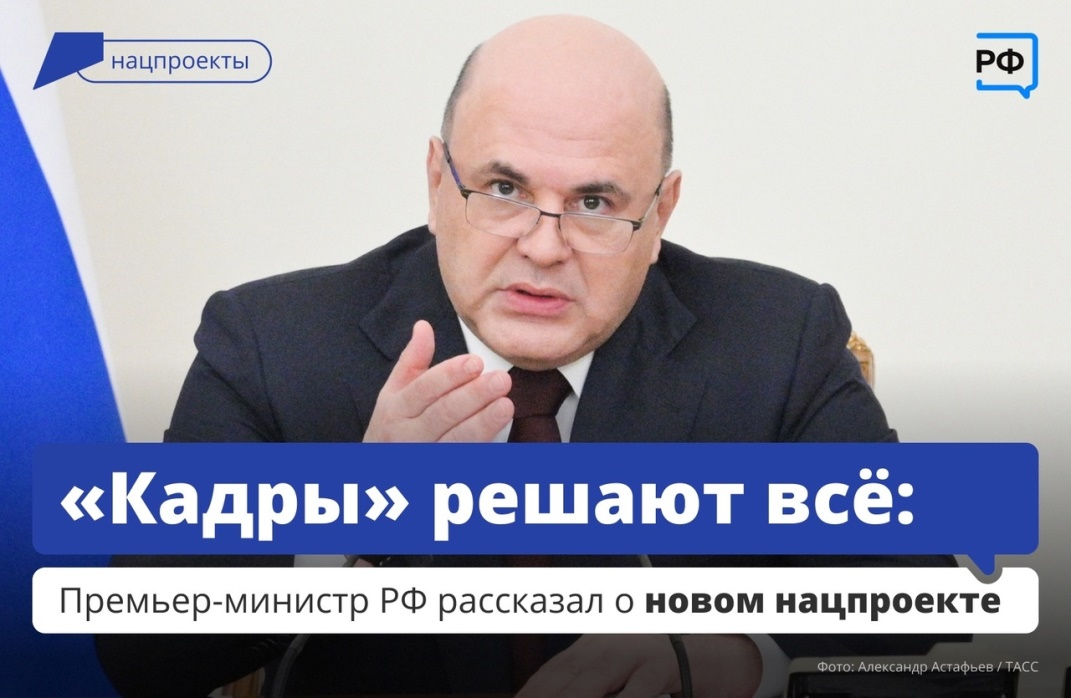 нацпроекты
РФ
«Кадры» решают всё:
Премьер-министр РФ рассказал о новом нацпроекте
Фото: Александр Астафьев / ТАСС